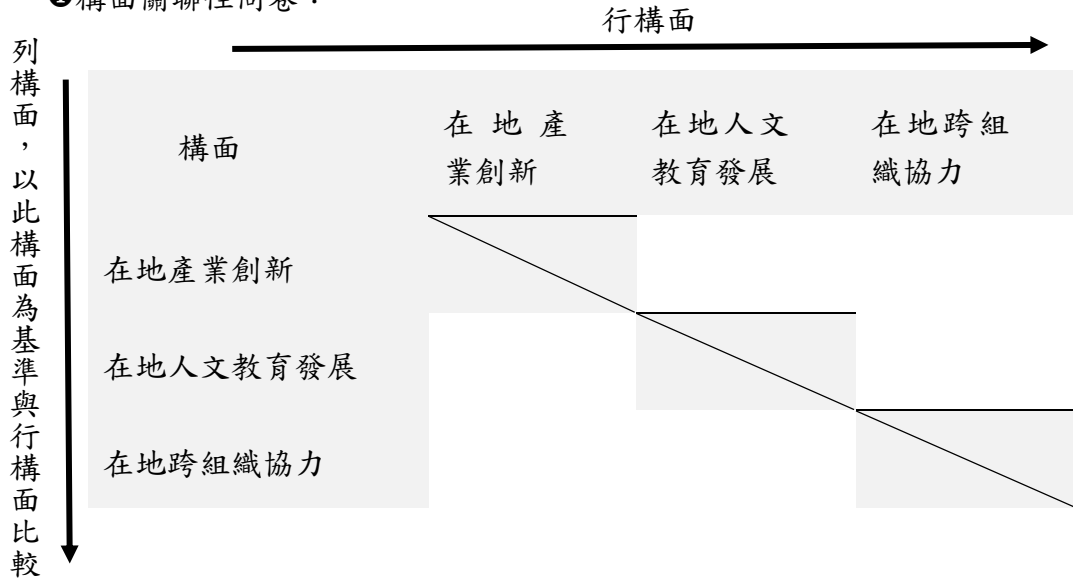 構面關聯性問卷：
行構面
列構面，以此構面為基準與行構面比較
構面
在地產
業創新
在地人文
教育發展
在地跨組
織協力
在地產業創新
在地人文教育發展
在地跨組織協力